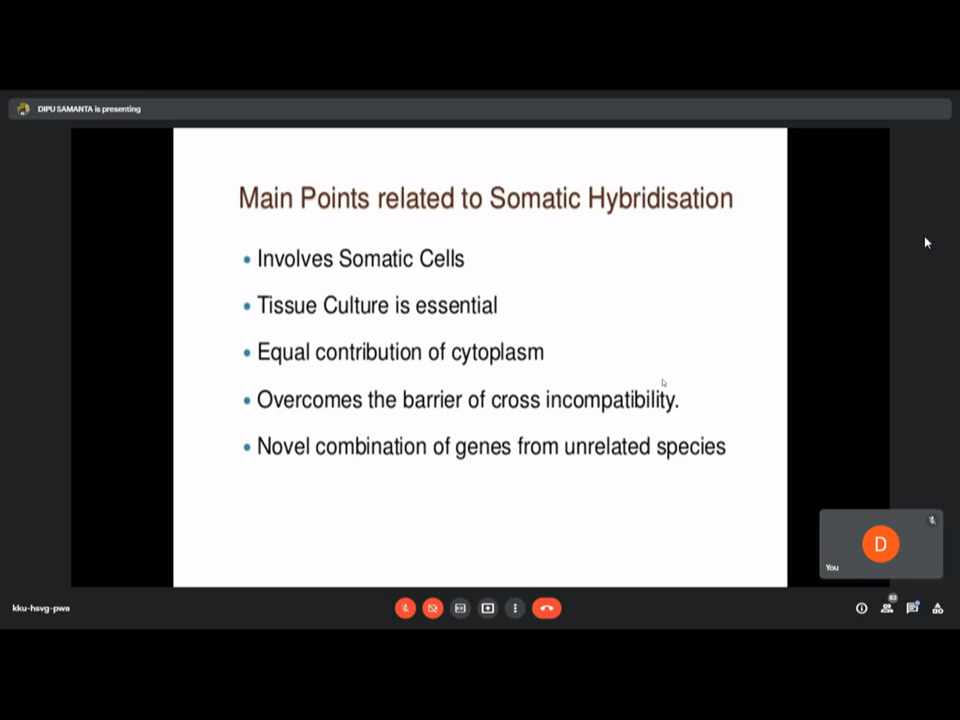 DIPU SAMANTA is presenting
Main Points related to Somatic Hybridisation
• Involves Somatic Cells
• Tissue Culture is essential
• Equal contribution of cytoplasm
• Overcomes the barrier of cross incompatibility.
• Novel combination of genes from unrelated species
D
You
kku-hsvg-pwa
82